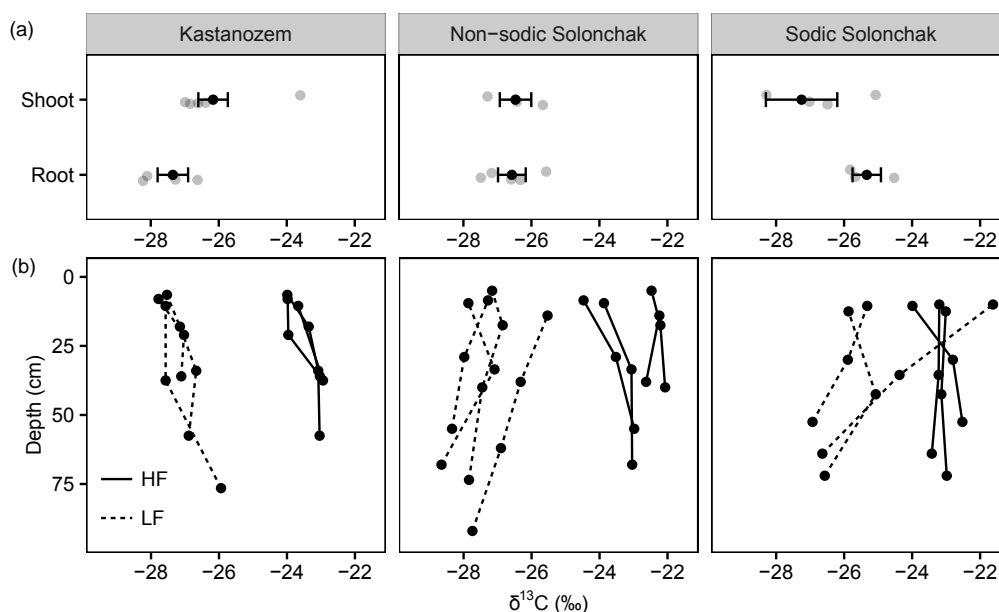 (a)
Kastanozem Non−sodic Solonchak Sodic Solonchak
Shoot
Root
−28 −26 −24 −22 −28 −26 −24 −22 −28 −26 −24 −22
(b)
0
25
50
75
Depth (cm)
HF
LF
−28 −26 −24 −22 −28 −26 −24 −22 −28 −26 −24 −22
δ¹³C (‰)